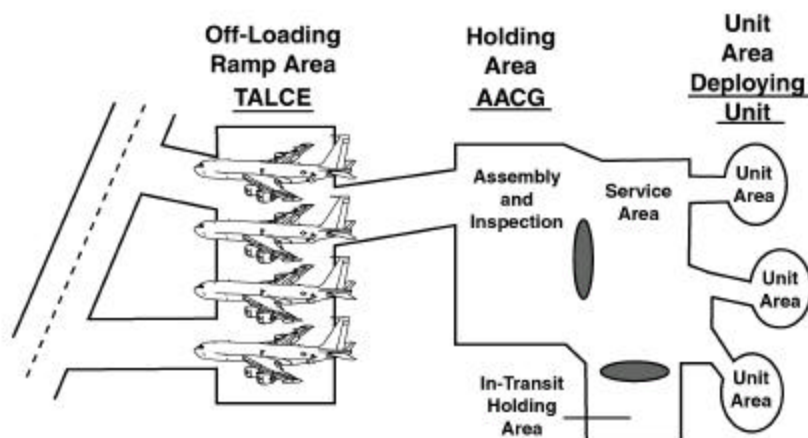 Off-Loading
Ramp Area
TALCE
Holding
Area
AACG
Unit
Area
Deploying
Unit
Assembly
and
Inspection
Service
Area
Unit
Area
Unit
Area
Unit
Area
In-Transit
Holding
Area